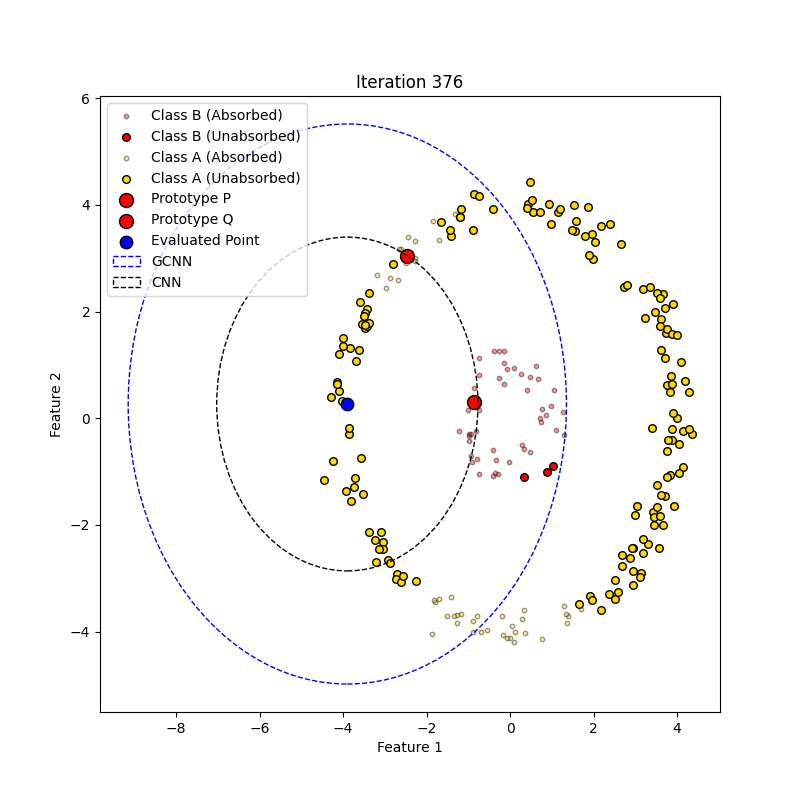 Iteration 376
Class B (Absorbed)
Class B (Unabsorbed)
Class A (Absorbed)
Class A (Unabsorbed)
Prototype P
Prototype Q
Evaluated Point
GCNN
CNN
6
4
2
0
−2
−4
Feature 2
−8 −6 −4 −2 0 2 4
Feature 1